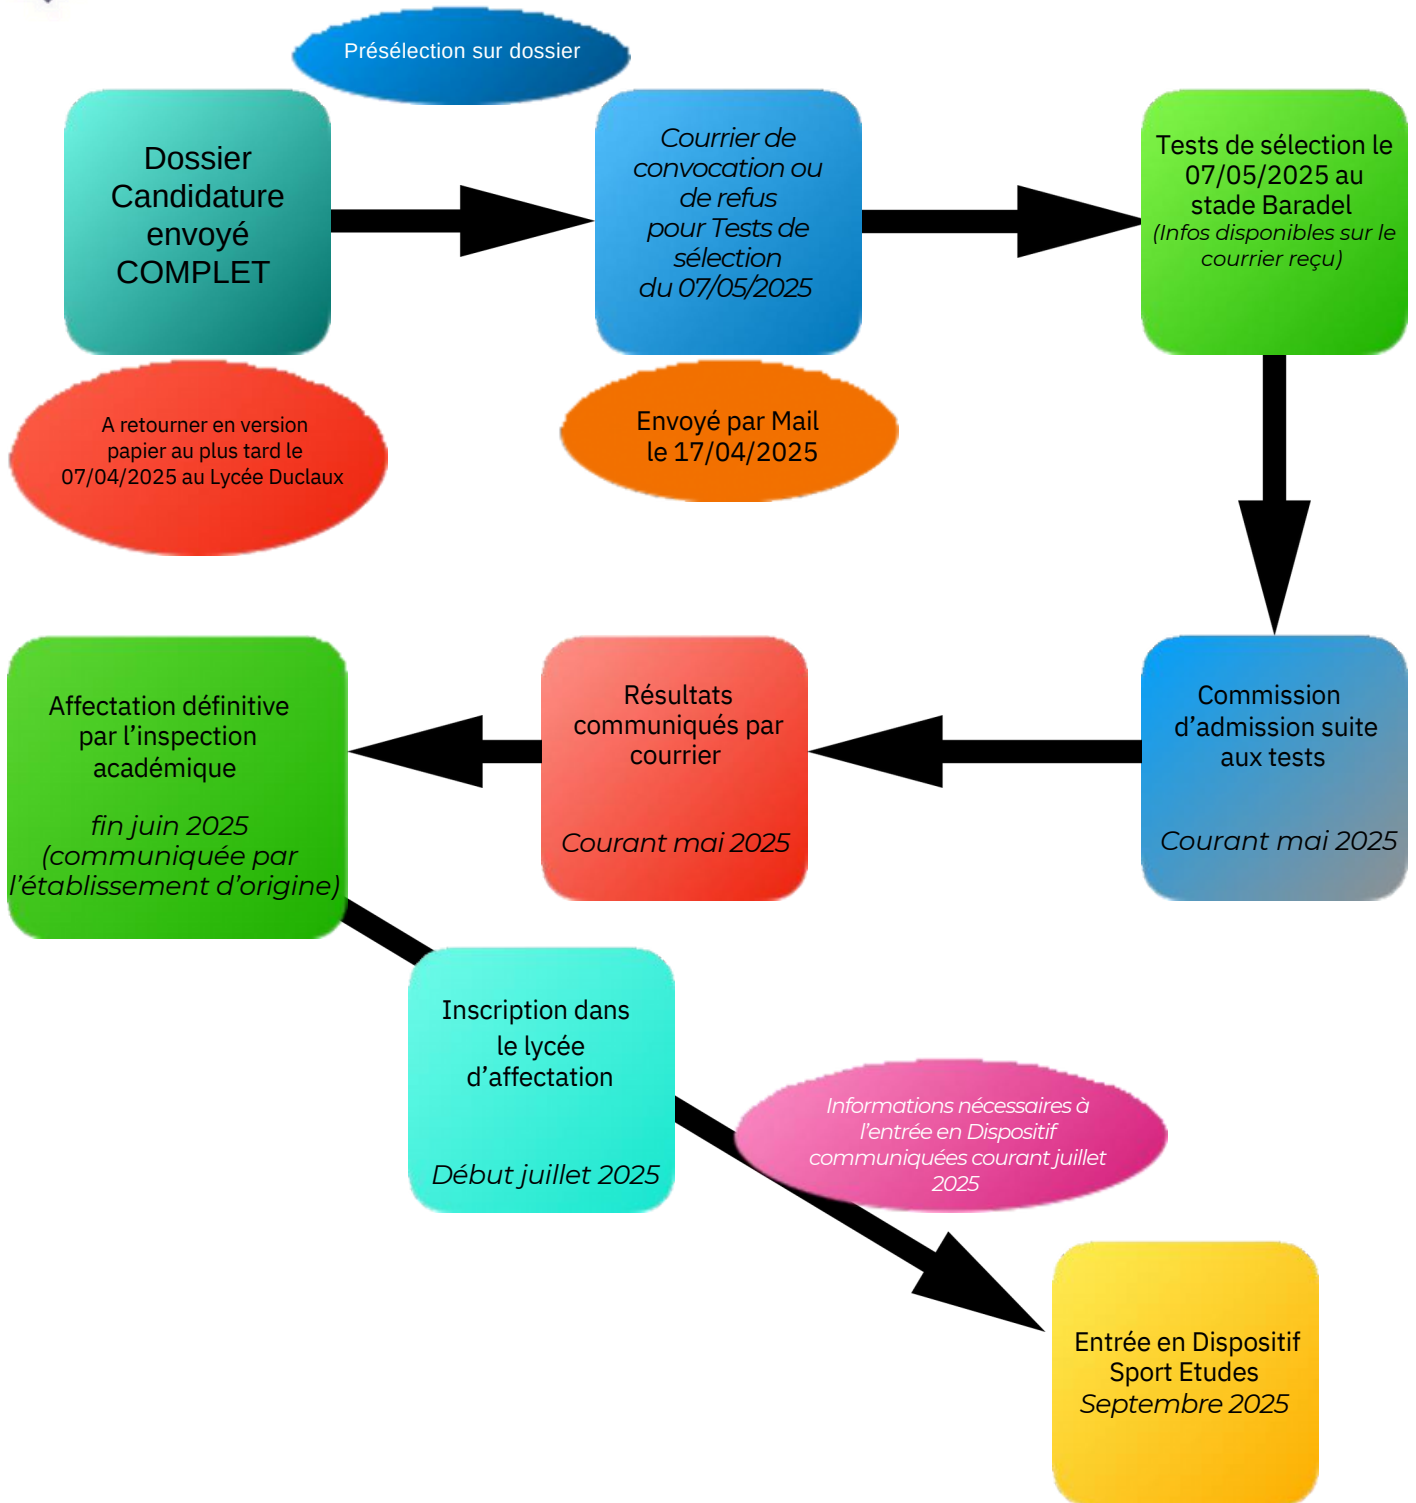 Présélection sur dossier
Dossier
Candidature
envoyé
COMPLET
Courrier de
convocation ou
de refus
pour Tests de
sélection
du 07/05/2025
Tests de sélection le
07/05/2025 au
stade Baradel
(Infos disponibles sur le
courrier reçu)
A retourner en version
papier au plus tard le
07/04/2025 au Lycée Duclaux
Envoyé par Mail
le 17/04/2025
Affectation définitive
par l’inspection
académique
fin juin 2025
(communiquée par
l’établissement d’origine)
Résultats
communiqués par
courrier
Courant mai 2025
Commission
d’admission suite
aux tests
Courant mai 2025
Inscription dans
le lycée
d’affectation
Début juillet 2025
Informations nécessaires à
l’entrée en Dispositif
communiquées courant juillet
2025
Entrée en Dispositif
Sport Etudes
Septembre 2025